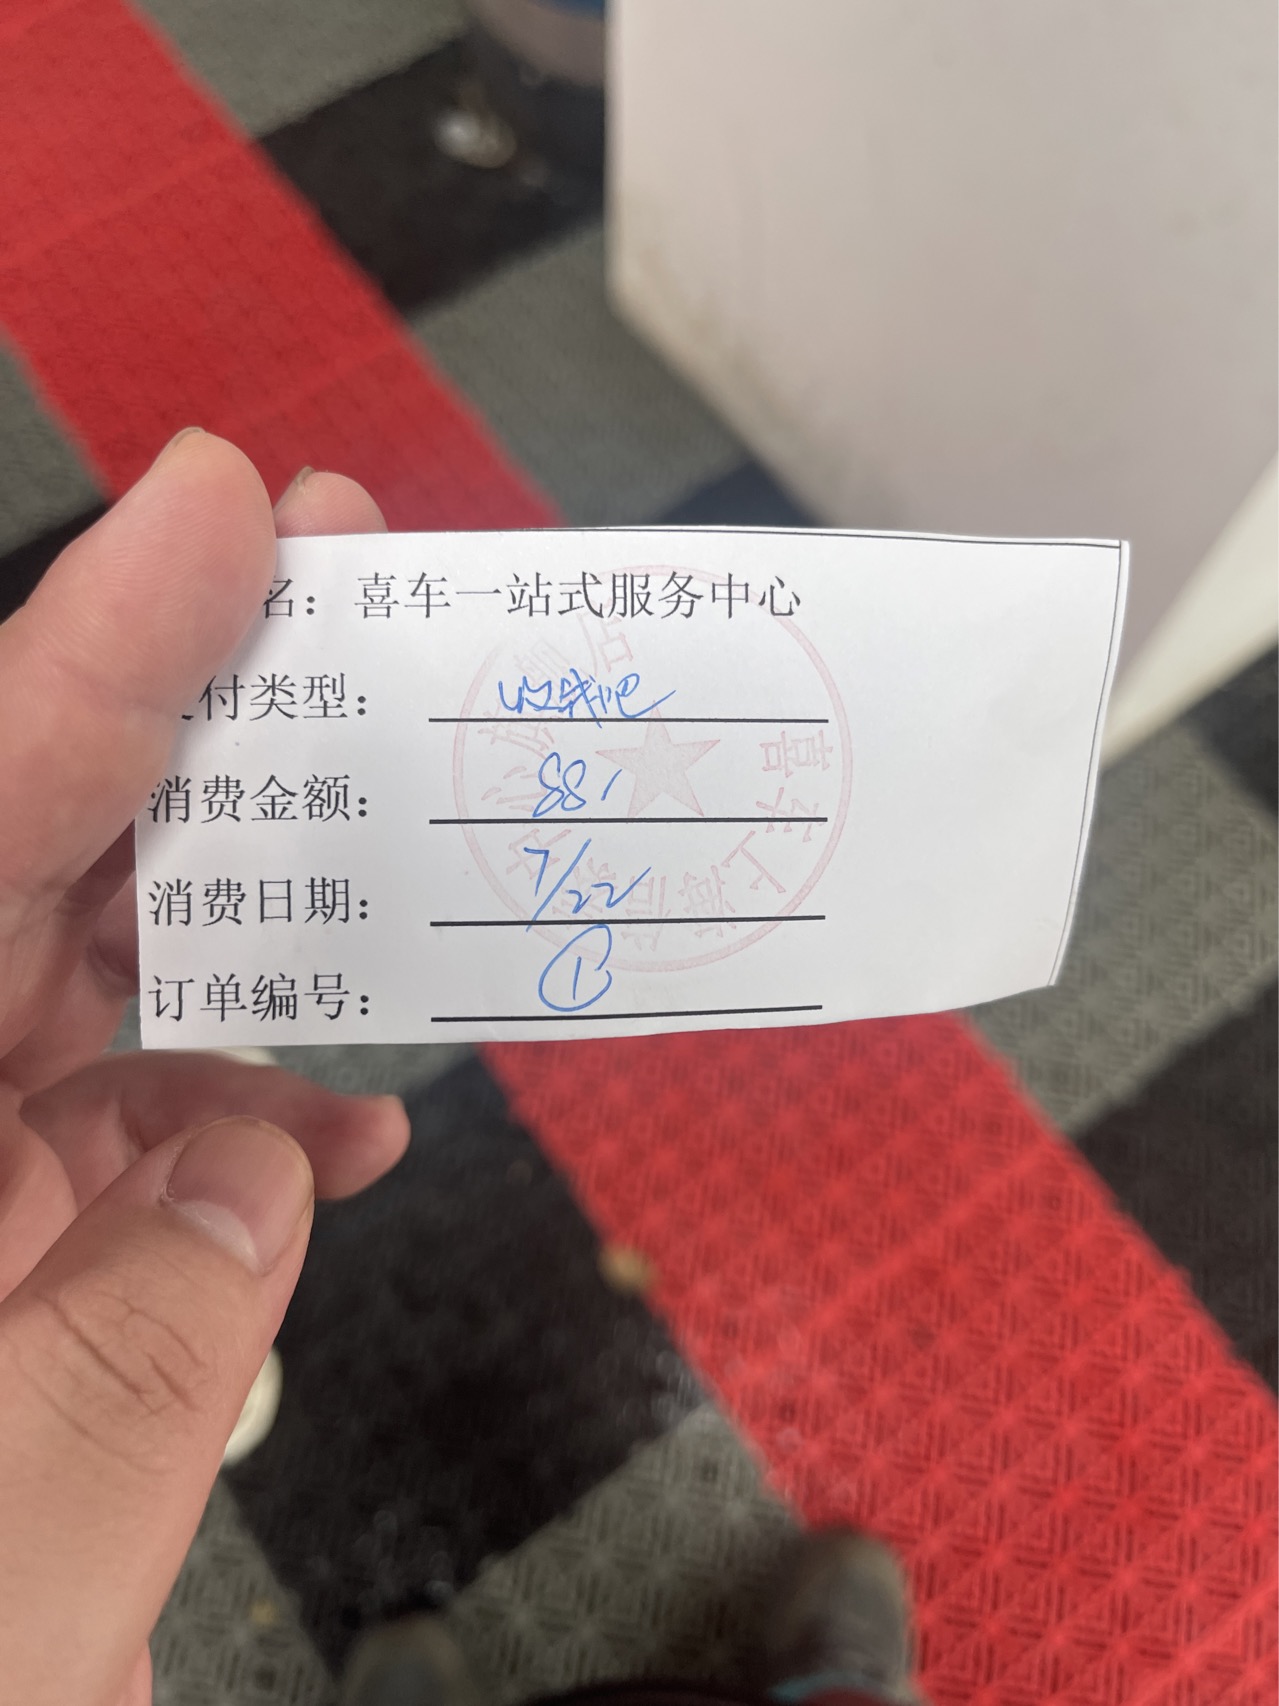 名：喜车一站式服务中心
付类型： 收钱吧
消费金额： 881
消费日期： 7/22
订单编号： ①